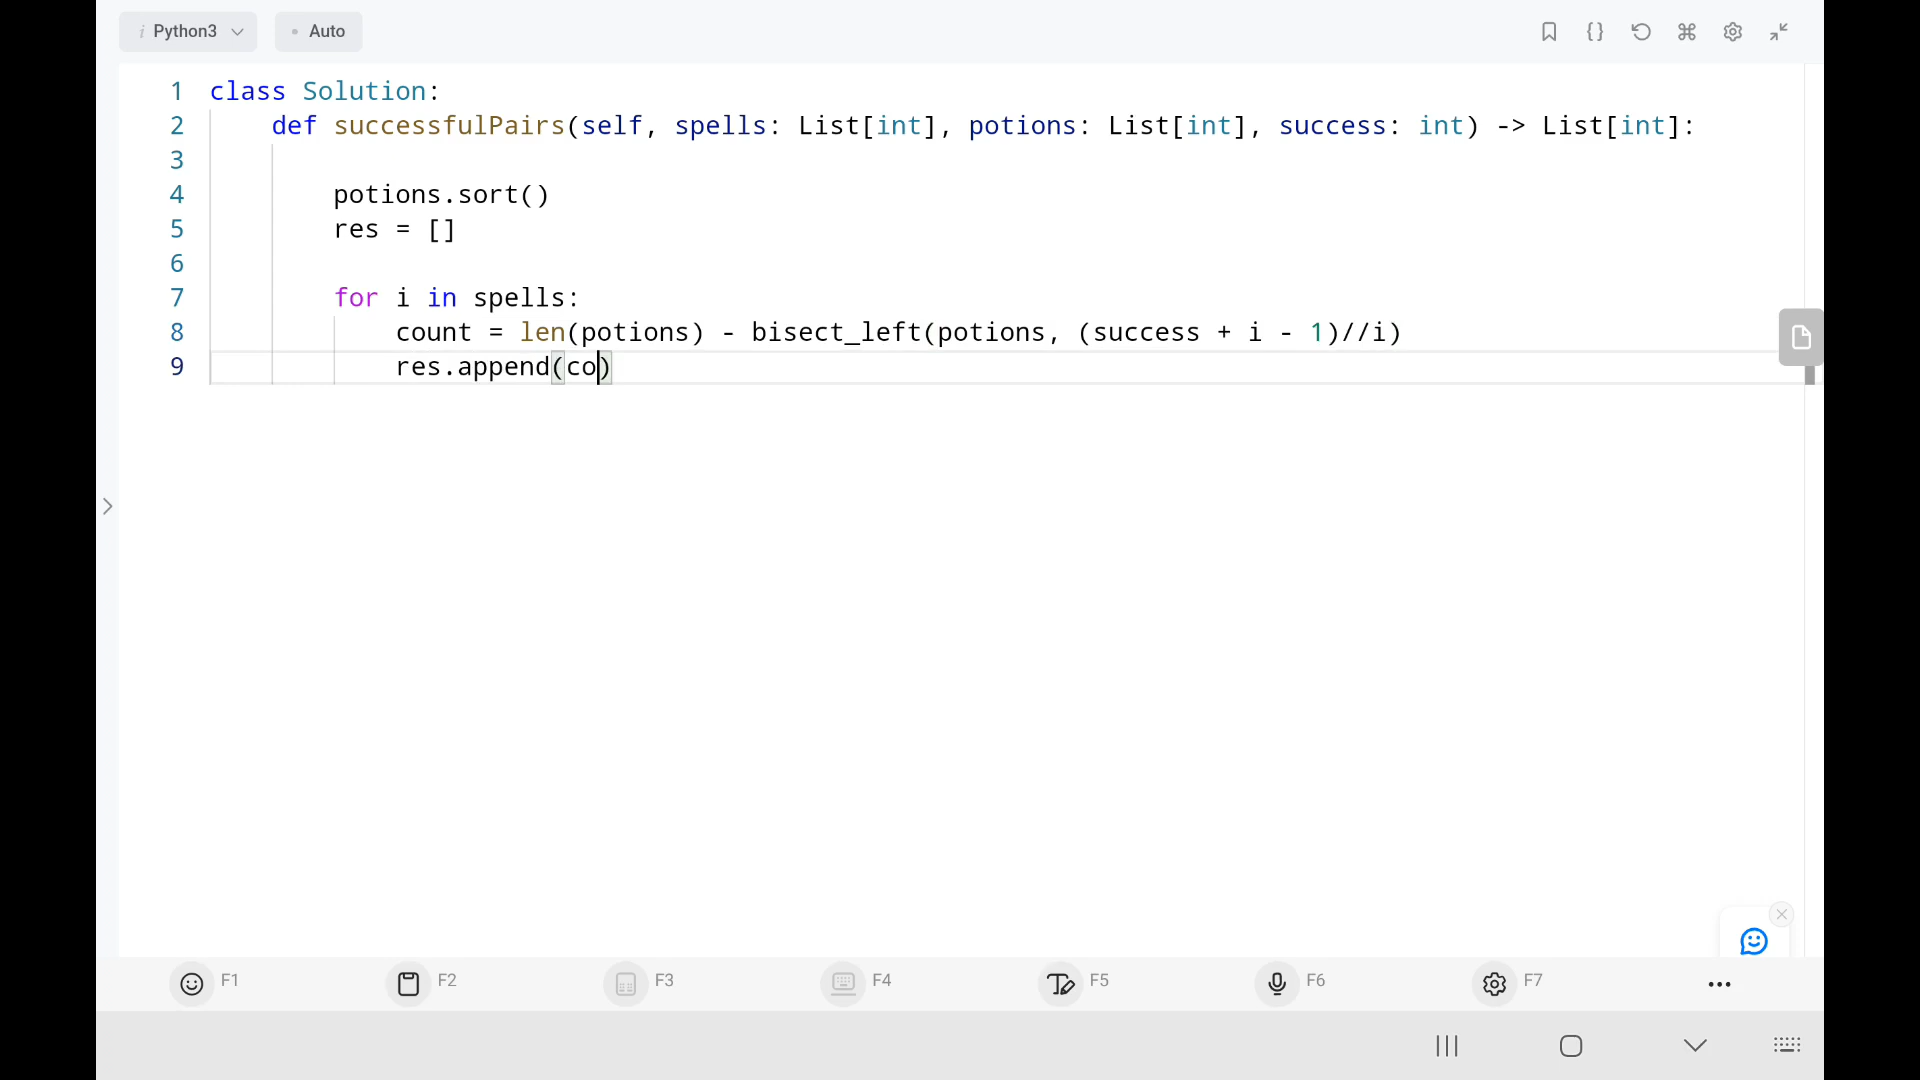 i Python3
Auto
1 class Solution:
2 def successfulPairs(self, spells: List[int], potions: List[int], success: int) -> List[int]:
3
4 potions.sort()
5 res = []
6
7 for i in spells:
8 count = len(potions) - bisect_left(potions, (success + i - 1)//i)
9 res.append(co)
F1
F2
F3
F4
F5
F6
F7